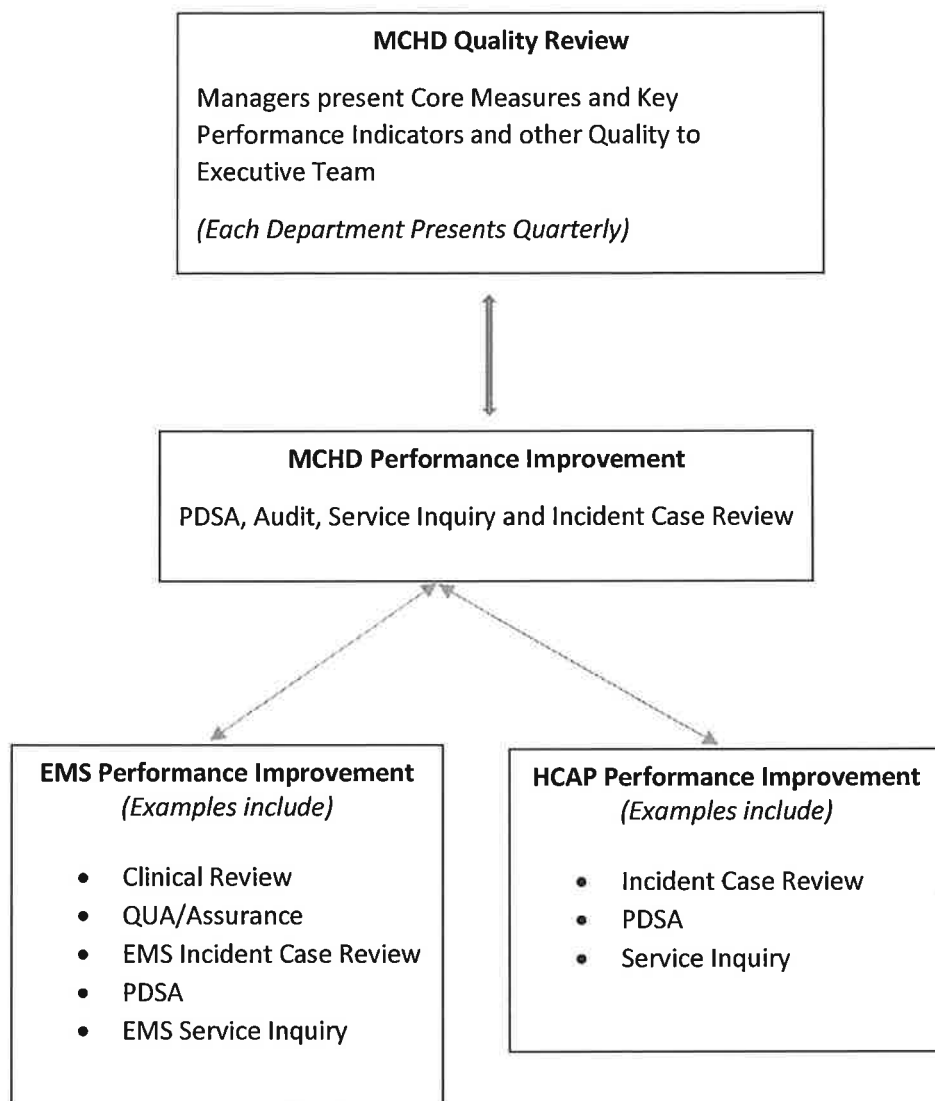 MCHD Quality Review
Managers present Core Measures and Key
Performance Indicators and other Quality to
Executive Team
(Each Department Presents Quarterly)
MCHD Performance Improvement
PDSA, Audit, Service Inquiry and Incident Case Review
EMS Performance Improvement
(Examples include)
• Clinical Review
• QUA/Assurance
• EMS Incident Case Review
• PDSA
• EMS Service Inquiry
HCAP Performance Improvement
(Examples include)
• Incident Case Review
• PDSA
• Service Inquiry